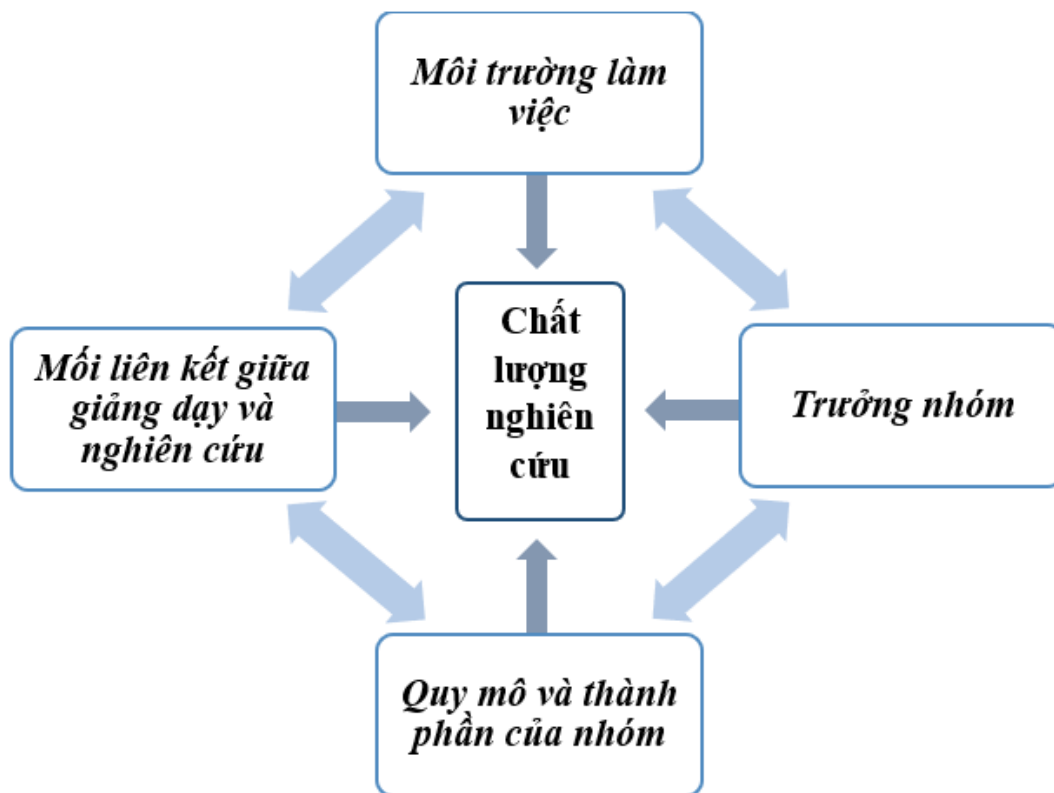 Môi trường làm
việc
Mối liên kết giữa
giảng dạy và
nghiên cứu
Chất
lượng
nghiên
cứu
Trưởng nhóm
Quy mô và thành
phần của nhóm